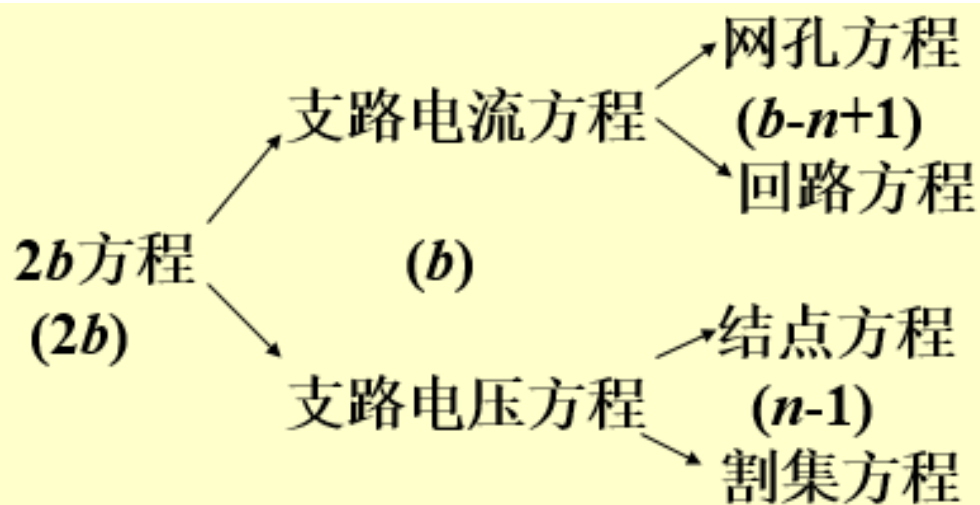 网孔方程
支路电流方程
(b-n+1)
回路方程
2b方程
(b)
(2b)
结点方程
支路电压方程
(n-1)
割集方程